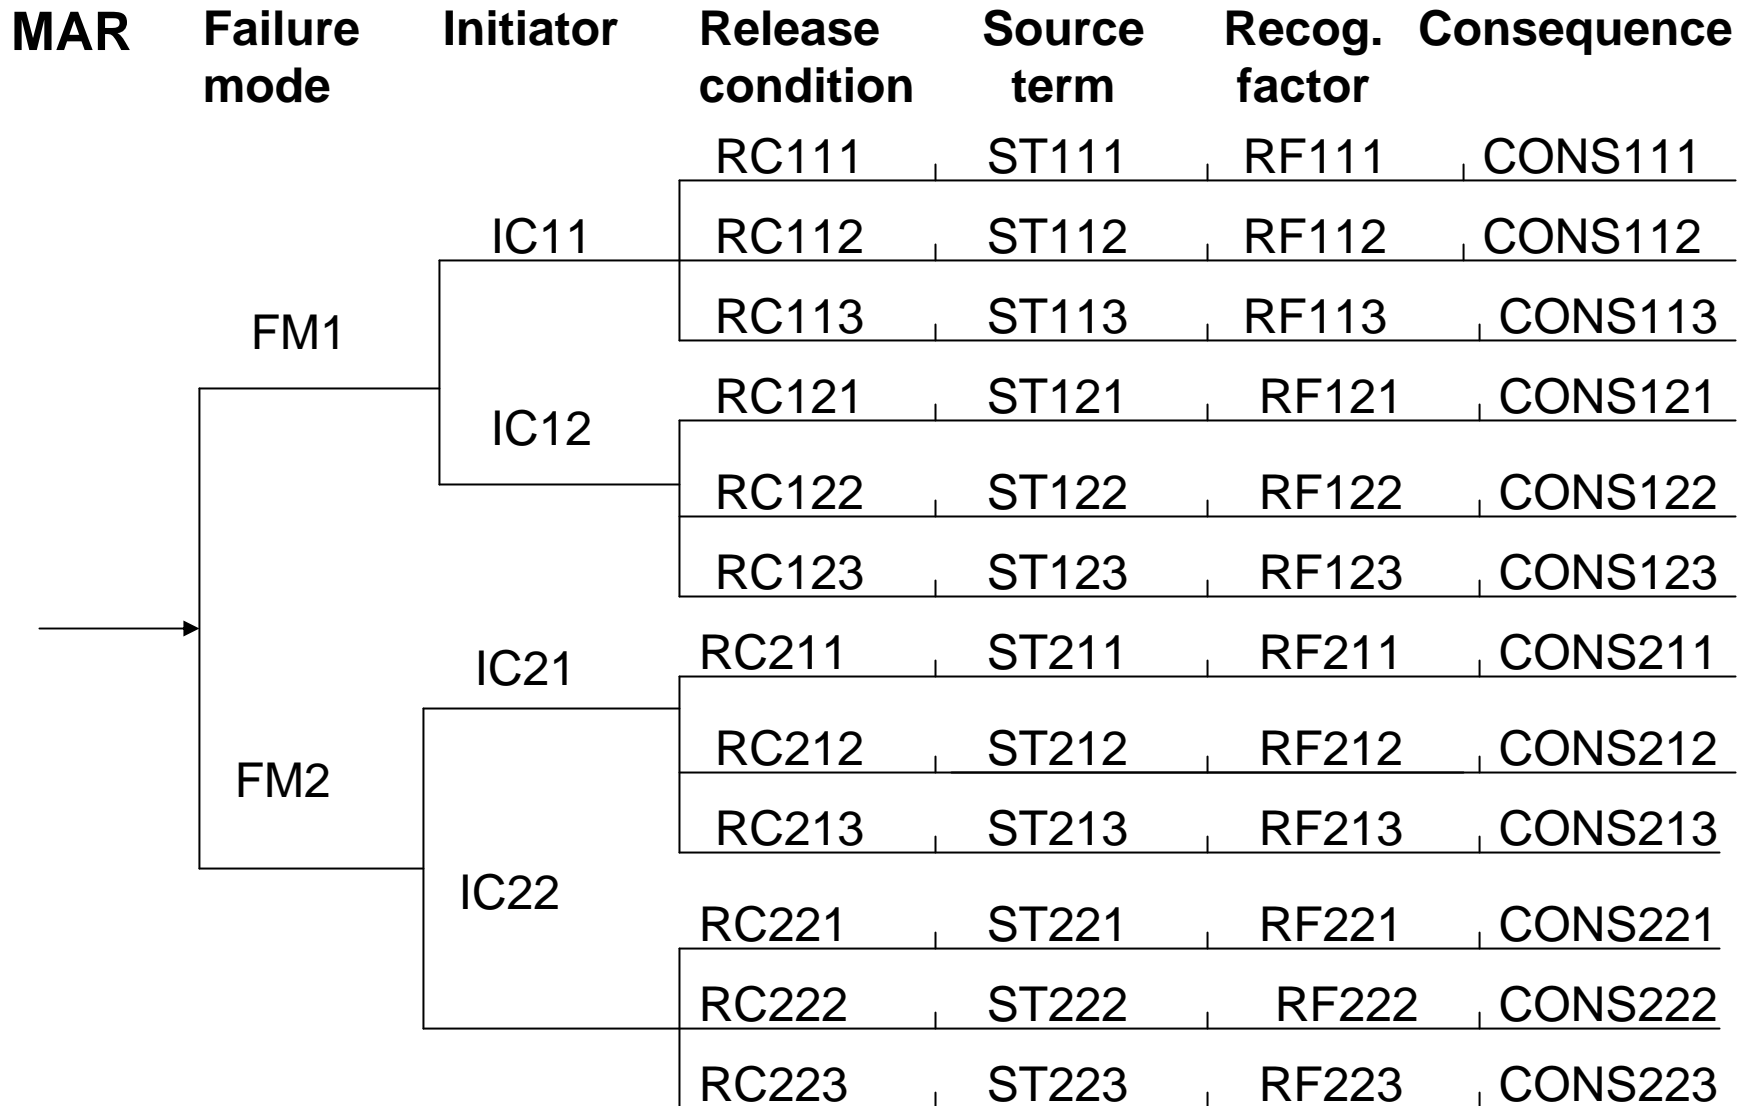 MAR Failure mode Initiator Release condition Source term Recog. factor Consequence
RC111 ST111 RF111 CONS111
IC11 RC112 ST112 RF112 CONS112
FM1 RC113 ST113 RF113 CONS113
RC121 ST121 RF121 CONS121
IC12
RC122 ST122 RF122 CONS122
RC123 ST123 RF123 CONS123
IC21 RC211 ST211 RF211 CONS211
FM2 RC212 ST212 RF212 CONS212
RC213 ST213 RF213 CONS213
IC22
RC221 ST221 RF221 CONS221
RC222 ST222 RF222 CONS222
RC223 ST223 RF223 CONS223